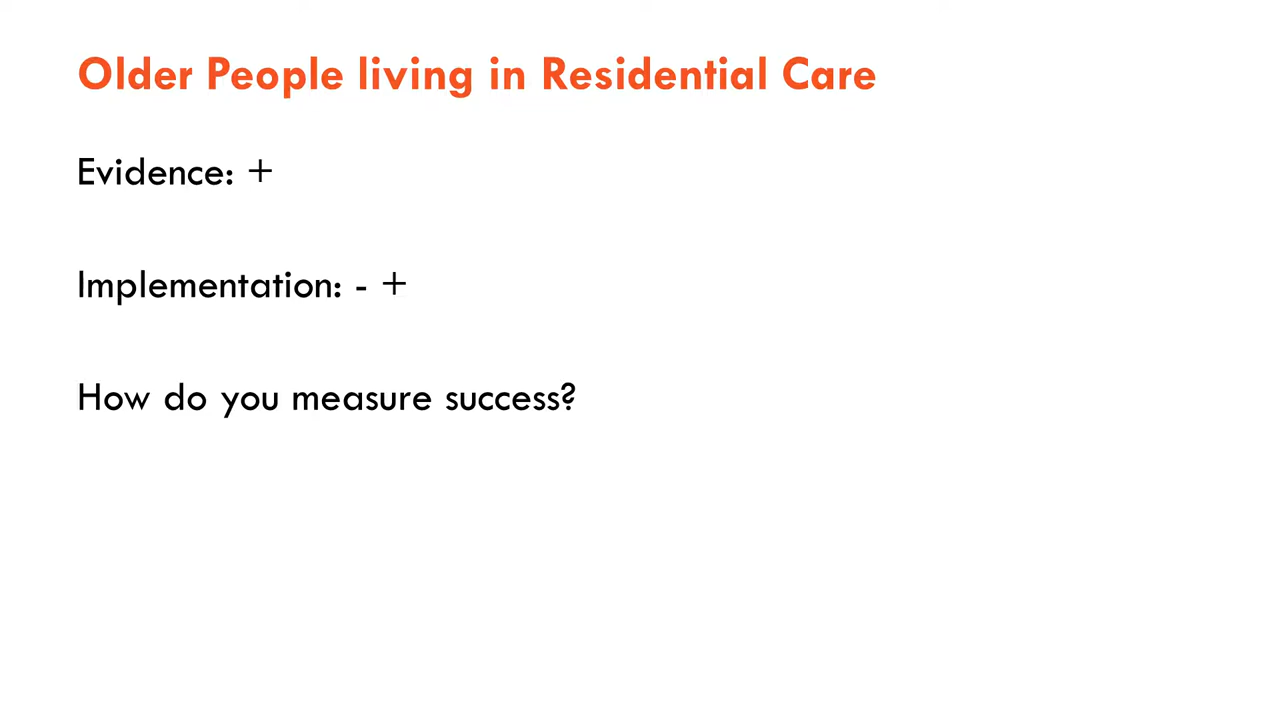 Older People living in Residential Care
Evidence: +
Implementation: - +
How do you measure success?